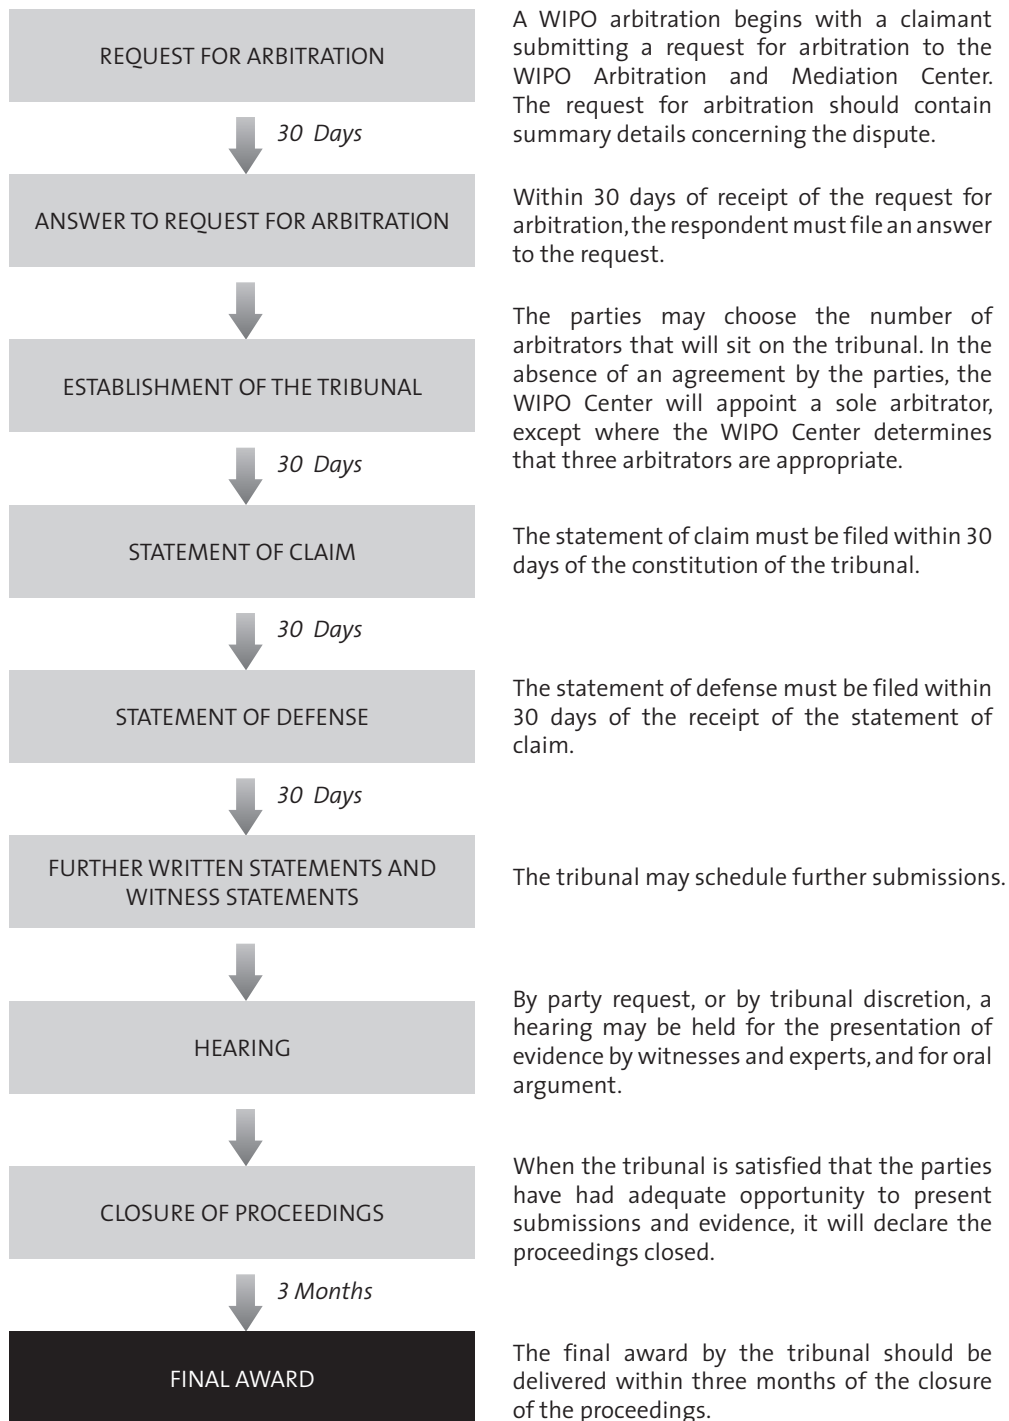 REQUEST FOR ARBITRATION
A WIPO arbitration begins with a claimant
submitting a request for arbitration to the
WIPO Arbitration and Mediation Center.
The request for arbitration should contain
summary details concerning the dispute.
30 Days
ANSWER TO REQUEST FOR ARBITRATION
Within 30 days of receipt of the request for
arbitration, the respondent must file an answer
to the request.
ESTABLISHMENT OF THE TRIBUNAL
The parties may choose the number of
arbitrators that will sit on the tribunal. In the
absence of an agreement by the parties, the
WIPO Center will appoint a sole arbitrator,
except where the WIPO Center determines
that three arbitrators are appropriate.
30 Days
STATEMENT OF CLAIM
The statement of claim must be filed within 30
days of the constitution of the tribunal.
30 Days
STATEMENT OF DEFENSE
The statement of defense must be filed within
30 days of the receipt of the statement of
claim.
30 Days
FURTHER WRITTEN STATEMENTS AND
WITNESS STATEMENTS
The tribunal may schedule further submissions.
HEARING
By party request, or by tribunal discretion, a
hearing may be held for the presentation of
evidence by witnesses and experts, and for oral
argument.
CLOSURE OF PROCEEDINGS
When the tribunal is satisfied that the parties
have had adequate opportunity to present
submissions and evidence, it will declare the
proceedings closed.
3 Months
FINAL AWARD
The final award by the tribunal should be
delivered within three months of the closure
of the proceedings.